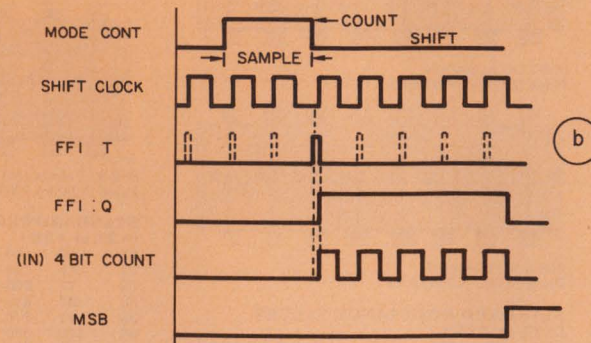 MODE CONT
COUNT
SHIFT
SAMPLE
SHIFT CLOCK
FF1 T
b
FF1 : Q
(IN) 4 BIT COUNT
MSB